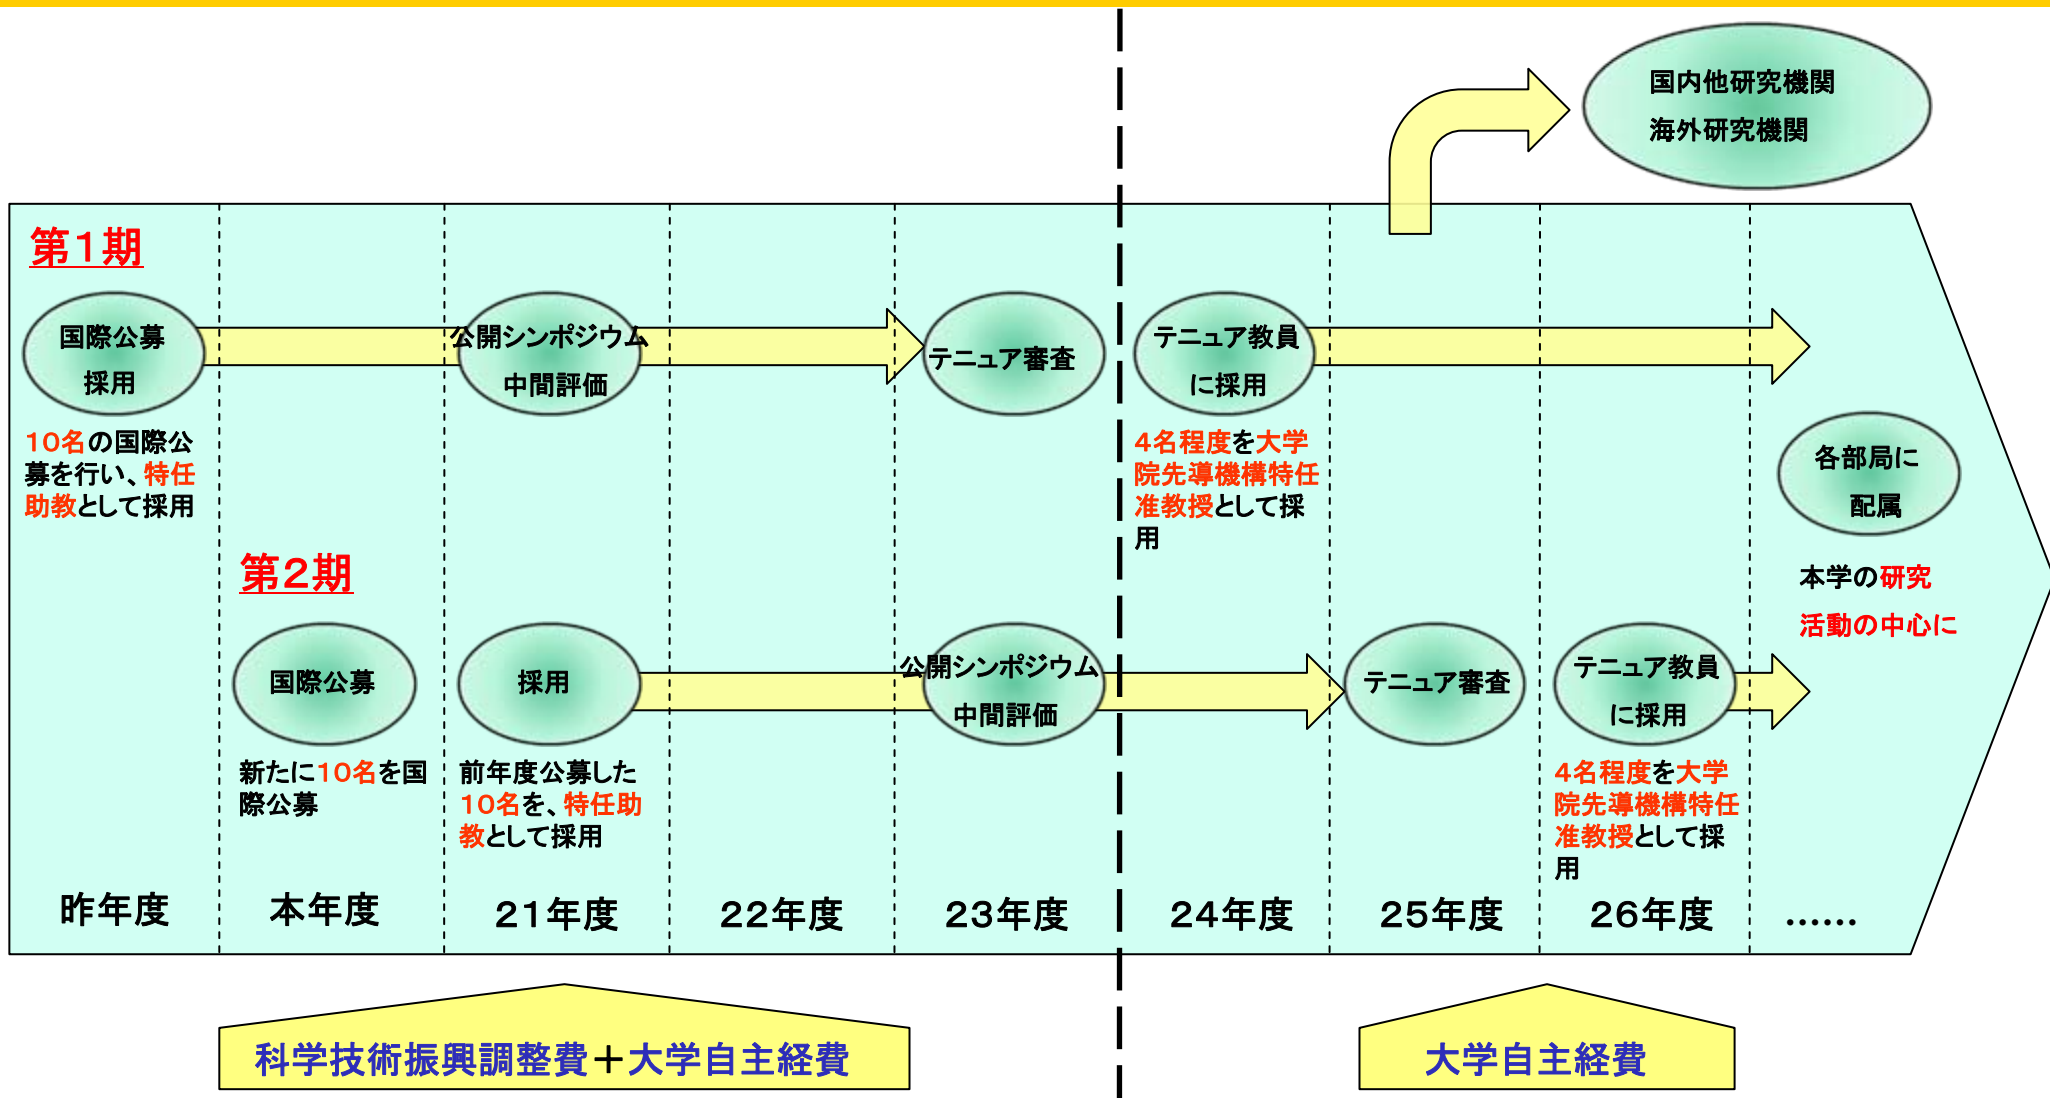 国内他研究機関
海外研究機関
第１期
国際公募
採用
公開シンポジウム
中間評価
テニュア審査
テニュア教員
に採用
１０名の国際公
募を行い、特任
助教として採用
４名程度を大学
院先導機構特任
准教授として採
用
各部局に
配属
本学の研究
活動の中心に
第２期
国際公募
採用
公開シンポジウム
中間評価
テニュア審査
テニュア教員
に採用
新たに１０名を国
際公募
前年度公募した
１０名を、特任助
教として採用
４名程度を大学
院先導機構特任
准教授として採
用
昨年度
本年度
２１年度
２２年度
２３年度
２４年度
２５年度
２６年度
……
科学技術振興調整費＋大学自主経費
大学自主経費